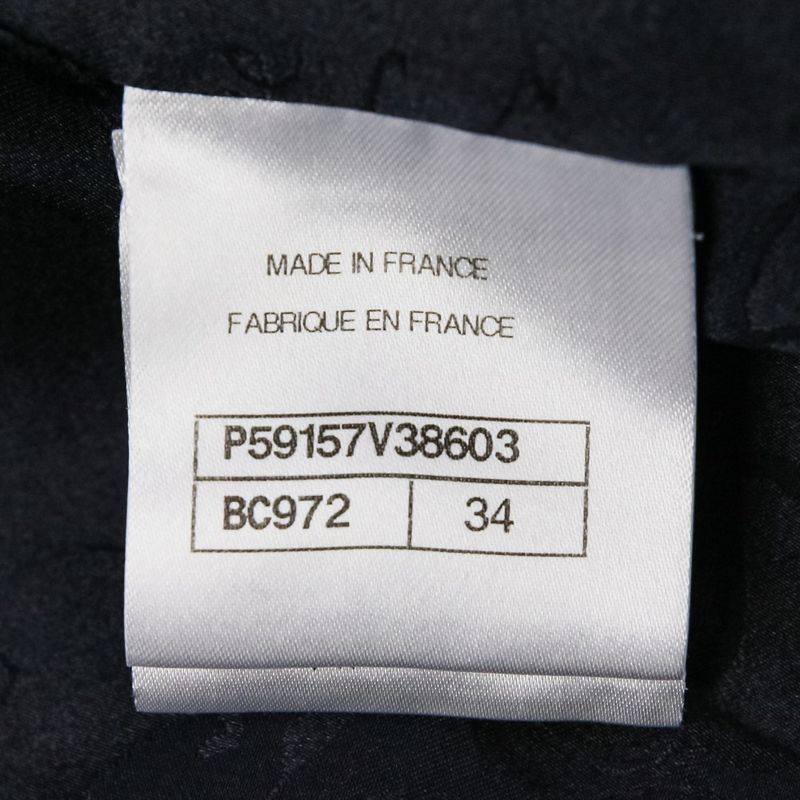 MADE IN FRANCE
FABRIQUE EN FRANCE
P59157V38603
BC972 34